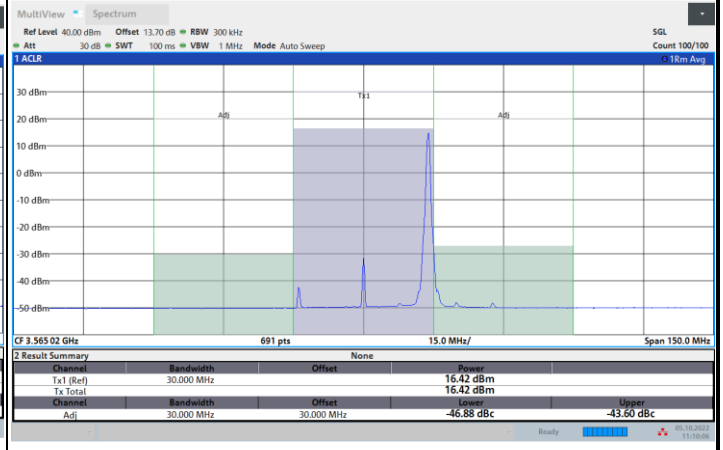 MultiView Spectrum
Ref Level 40.00 dBm Offset 13.70 dB RBW 300 kHz SGL
Att 30 dB SWT 100 ms VBW 1 MHz Mode Auto Sweep Count 100/100
1 ACLR 1Rm Avg
30 dBm
Tx1
20 dBm
Adj Adj
10 dBm
0 dBm
-10 dBm
-20 dBm
-30 dBm
-40 dBm
-50 dBm
CF 3.565 02 GHz 691 pts 15.0 MHz/ Span 150.0 MHz
2 Result Summary None
Channel Bandwidth Offset Power
Tx1 (Ref) 30.000 MHz 16.42 dBm
Tx Total 16.42 dBm
Channel Bandwidth Offset Lower Upper
Adj 30.000 MHz 30.000 MHz -46.88 dBc -43.60 dBc
Ready 05.10.2022
11:10:06